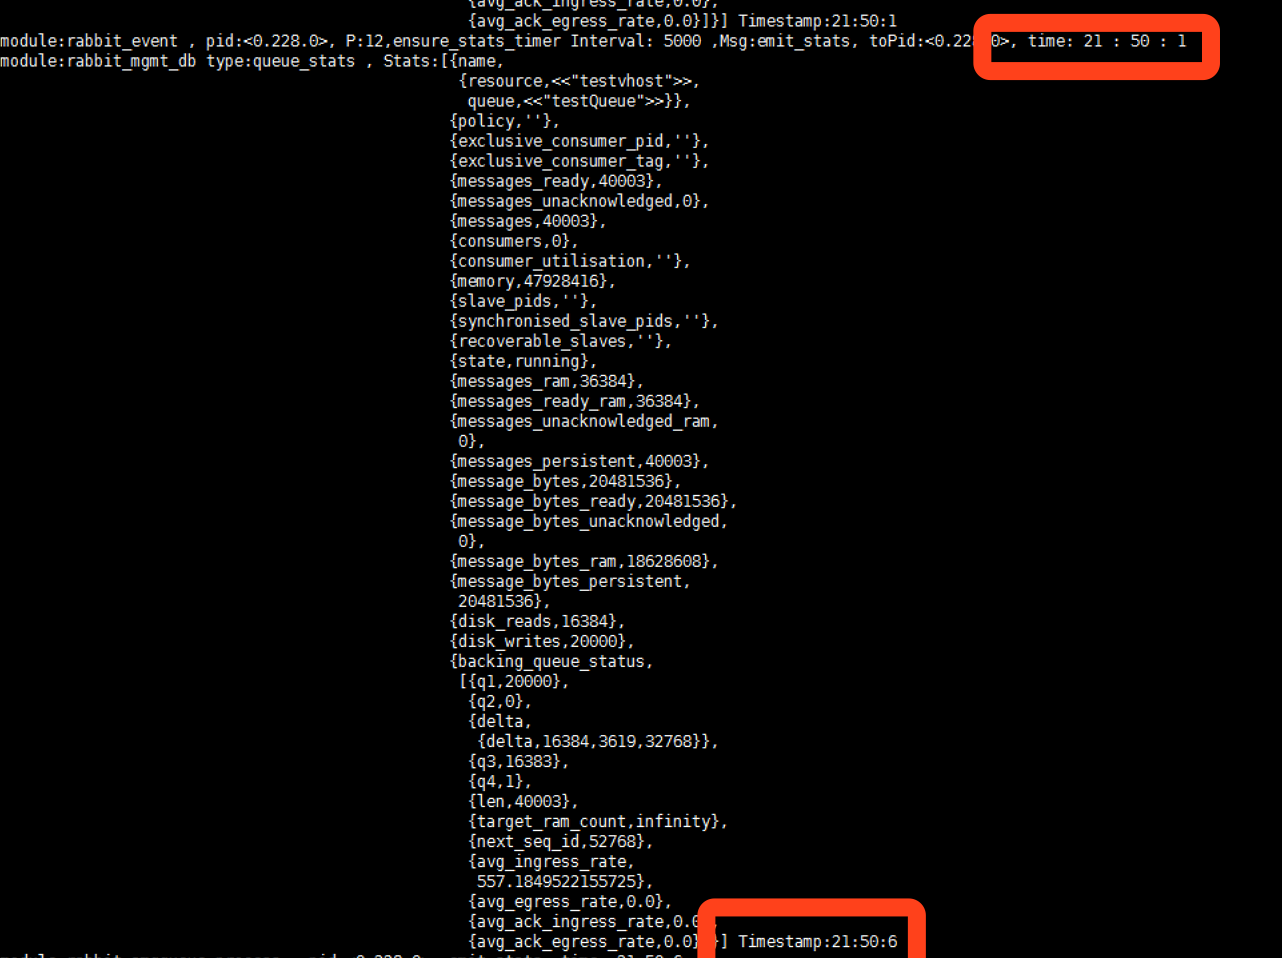 {avg_ack_ingress_rate,0.0},
{avg_ack_egress_rate,0.0}]}]} Timestamp:21:50:1
module:rabbit_event , pid:<0.228.0>, P:12,ensure_stats_timer Interval: 5000 ,Msg:emit_stats, toPid:<0.22 0>, time: 21 : 50 : 1
module:rabbit_mgmt_db type:queue_stats , Stats:[{name,
{resource,<<"testvhost">>,
queue,<<"testQueue">>}},
{policy,''},
{exclusive_consumer_pid,''},
{exclusive_consumer_tag,''},
{messages_ready,40003},
{messages_unacknowledged,0},
{messages,40003},
{consumers,0},
{consumer_utilisation,''},
{memory,47928416},
{slave_pids,''},
{synchronised_slave_pids,''},
{recoverable_slaves,''},
{state,running},
{messages_ram,36384},
{messages_ready_ram,36384},
{messages_unacknowledged_ram,
0},
{messages_persistent,40003},
{message_bytes,20481536},
{message_bytes_ready,20481536},
{message_bytes_unacknowledged,
0},
{message_bytes_ram,18628608},
{message_bytes_persistent,
20481536},
{disk_reads,16384},
{disk_writes,20000},
{backing_queue_status,
[{q1,20000},
{q2,0},
{delta,
{delta,16384,3619,32768}},
{q3,16383},
{q4,1},
{len,40003},
{target_ram_count,infinity},
{next_seq_id,52768},
{avg_ingress_rate,
557.1849522155725},
{avg_egress_rate,0.0},
{avg_ack_ingress_rate,0.0
{avg_ack_egress_rate,0.0} }] Timestamp:21:50:6